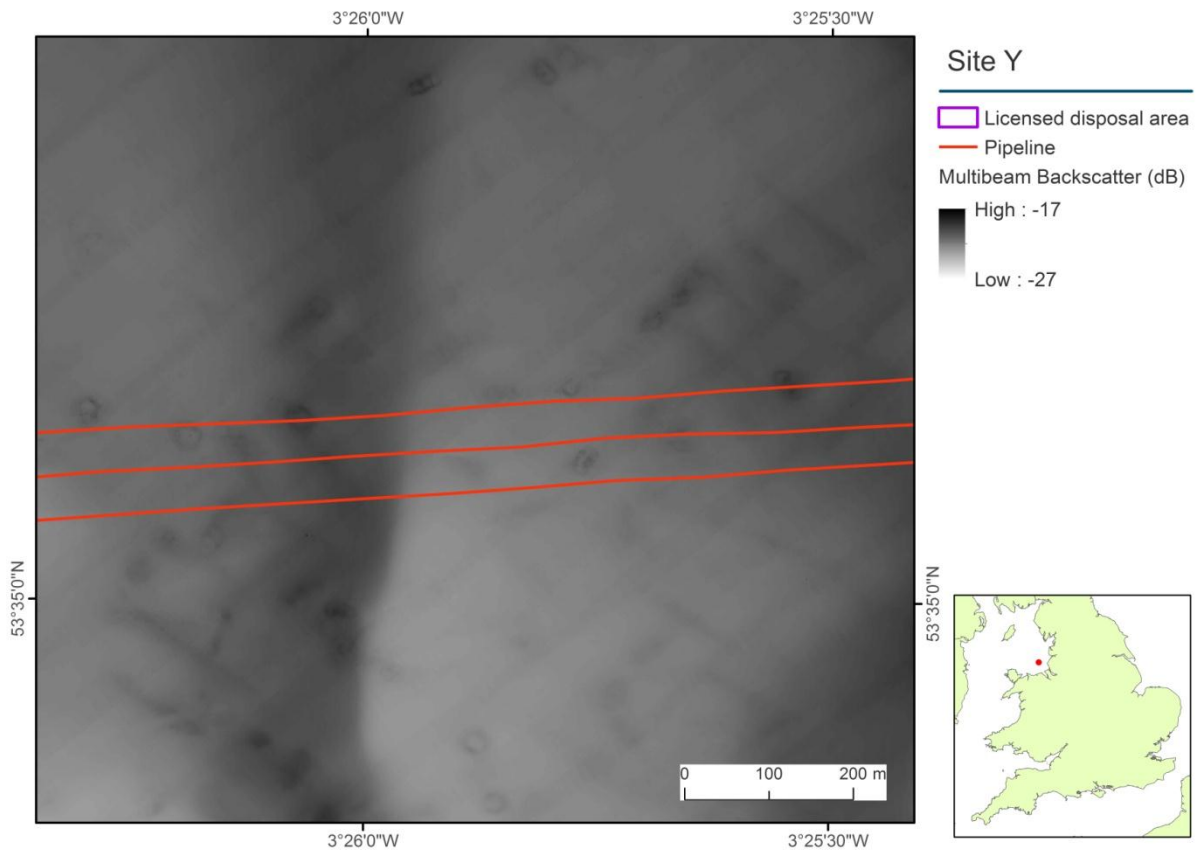 3°26'0"W
3°25'30"W
Site Y
Licensed disposal area
Pipeline
Multibeam Backscatter (dB)
High : -17
Low : -27
53°35'0"N
53°35'0"N
0 100 200 m
3°26'0"W
3°25'30"W